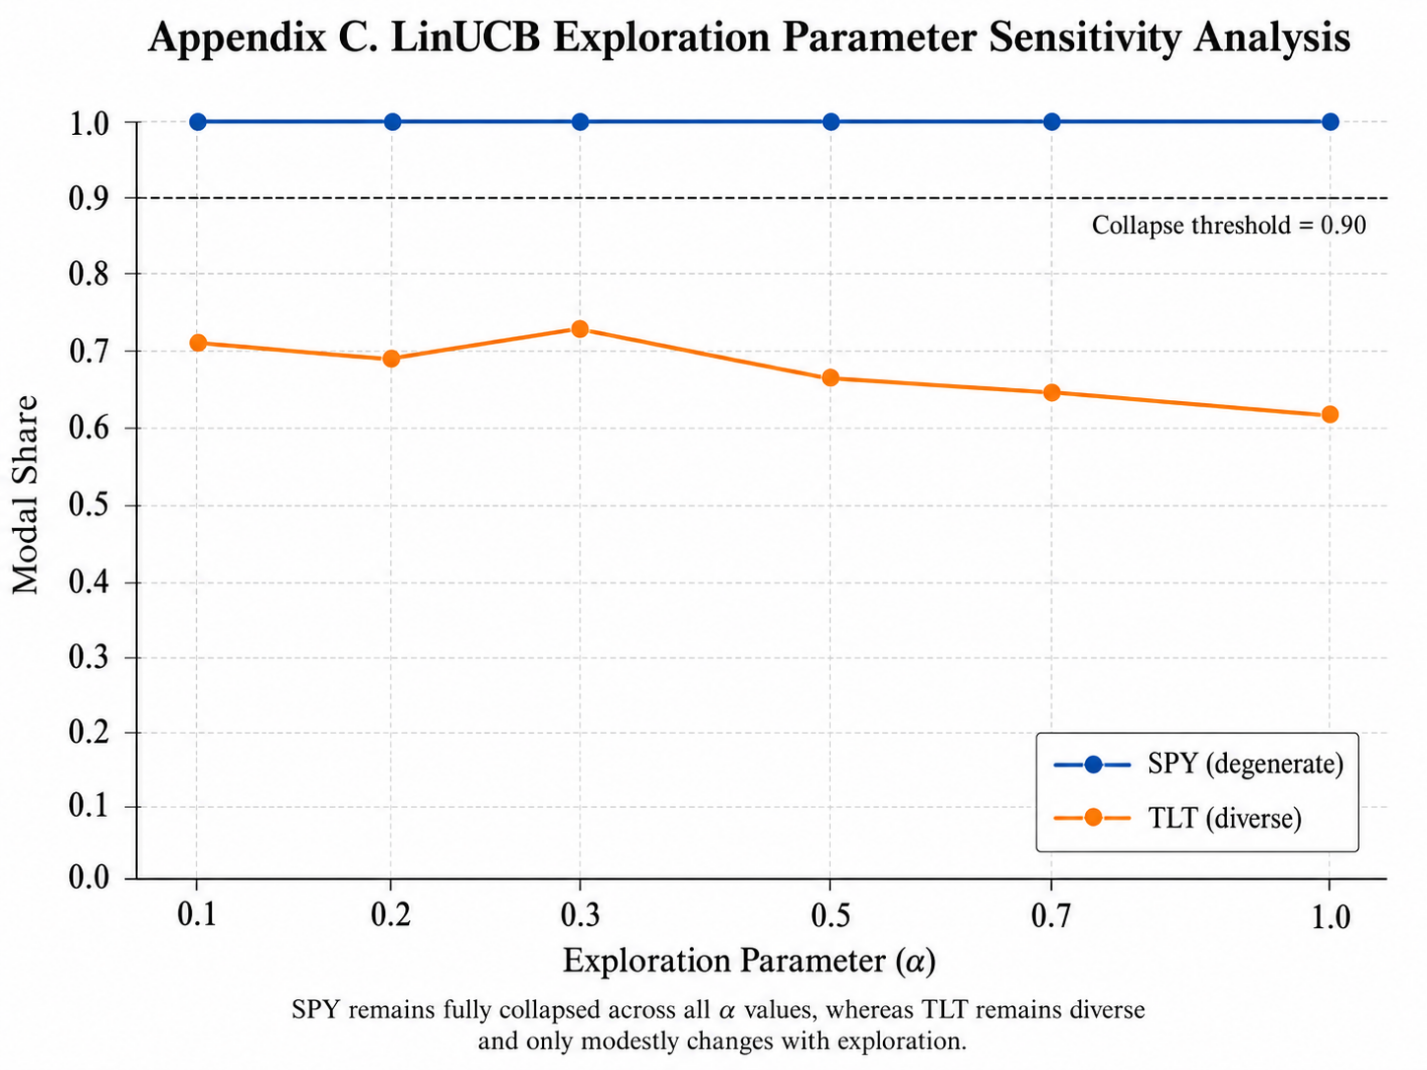 Appendix C. LinUCB Exploration Parameter Sensitivity Analysis
1.0
0.9
Collapse threshold = 0.90
0.8
0.7
0.6
0.5
0.4
0.3
0.2
0.1
0.0
Modal Share
SPY (degenerate)
TLT (diverse)
0.1 0.2 0.3 0.5 0.7 1.0
Exploration Parameter (α)
SPY remains fully collapsed across all α values, whereas TLT remains diverse
and only modestly changes with exploration.